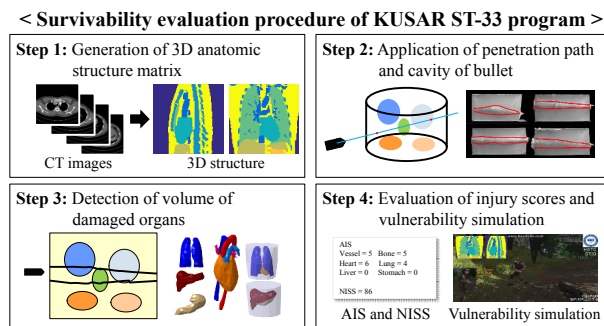 < Survivability evaluation procedure of KUSAR ST-33 program >
Step 1: Generation of 3D anatomic
structure matrix
CT images
3D structure
Step 2: Application of penetration path
and cavity of bullet
Step 3: Detection of volume of
damaged organs
Step 4: Evaluation of injury scores and
vulnerability simulation
AIS
Vessel = 5 Bone = 5
Heart = 6 Lung = 4
Liver = 0 Stomach = 0
NISS = 86
AIS and NISS
ST-33
Vulnerability simulation